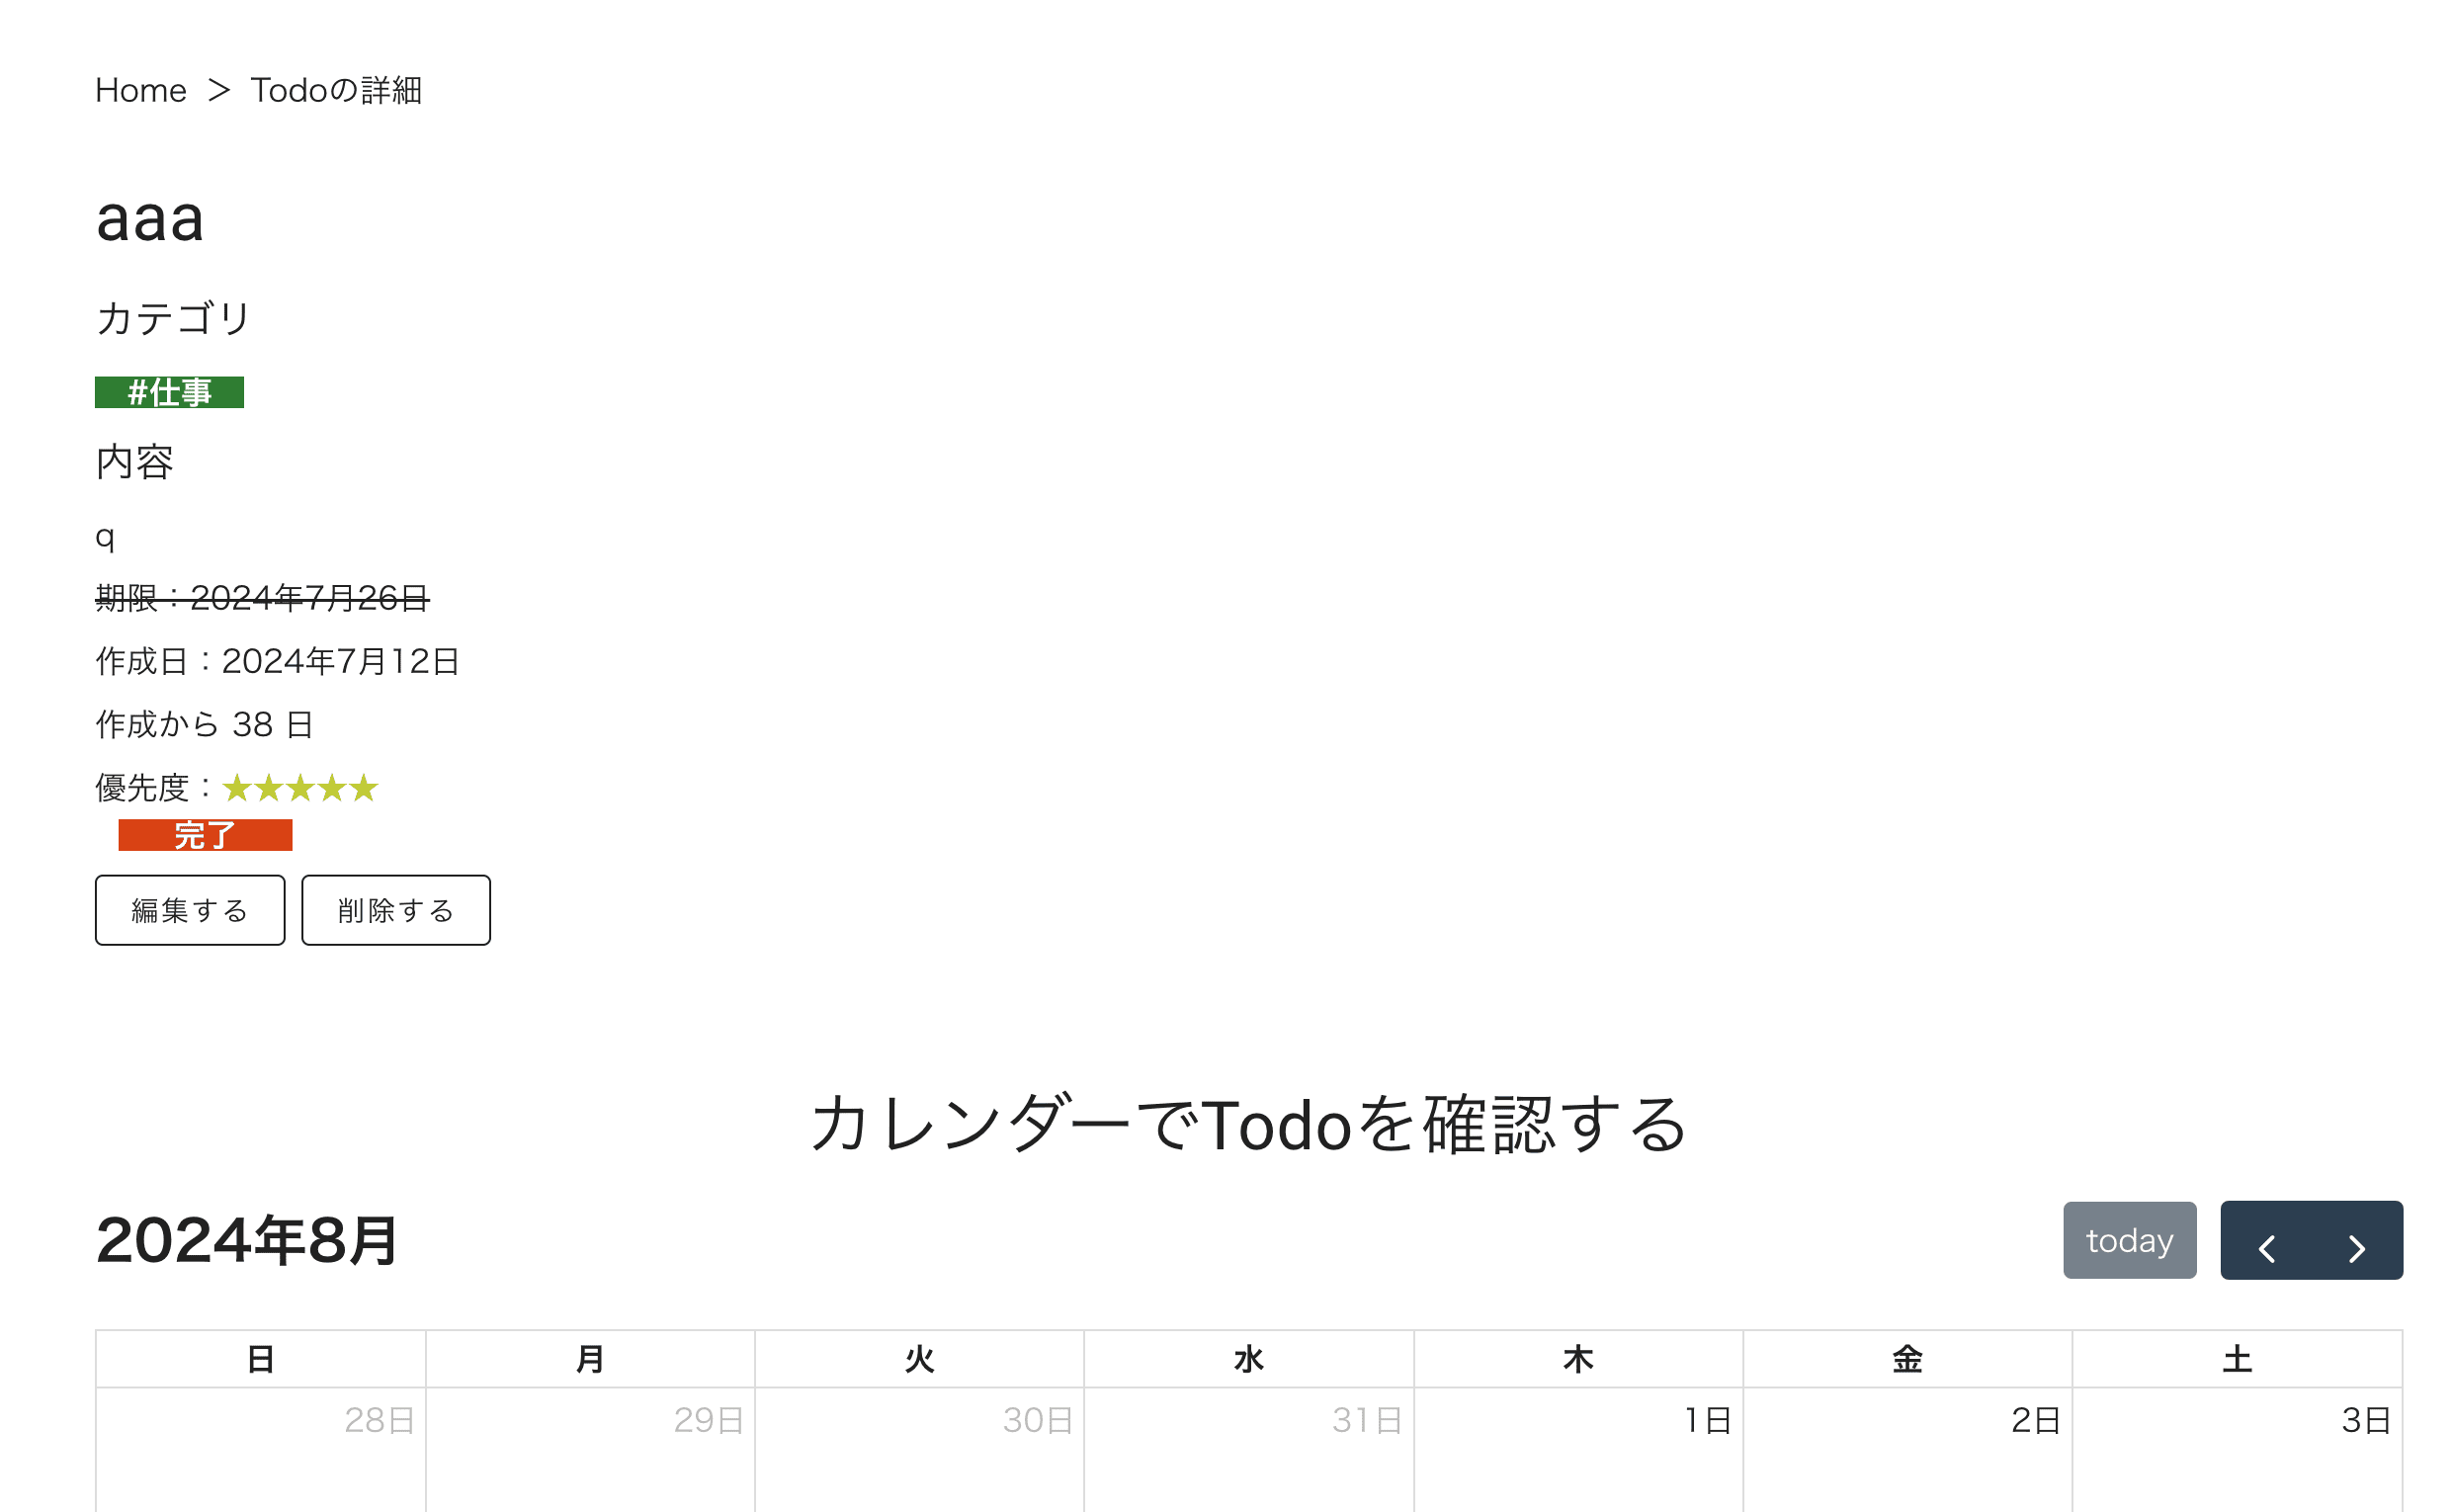 Home ＞ Todoの詳細
aaa
カテゴリ
#仕事
内容
q
期限：2024年7月26日
作成日：2024年7月12日
作成から 38 日
優先度：★★★★★
完了
編集する 削除する
カレンダーでTodoを確認する
2024年8月 today
日 月 火 水 木 金 土
28日 29日 30日 31日 1日 2日 3日